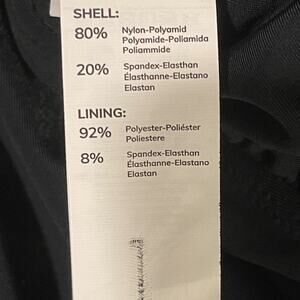 SHELL:
80% Nylon-Polyamid
Polyamide-Poliamida
Poliammide
20% Spandex-Elasthan
Élasthanne-Elastano
Elastan
LINING:
92% Polyester-Poliéster
Poliestere
8% Spandex-Elasthan
Élasthanne-Elastano
Elastan